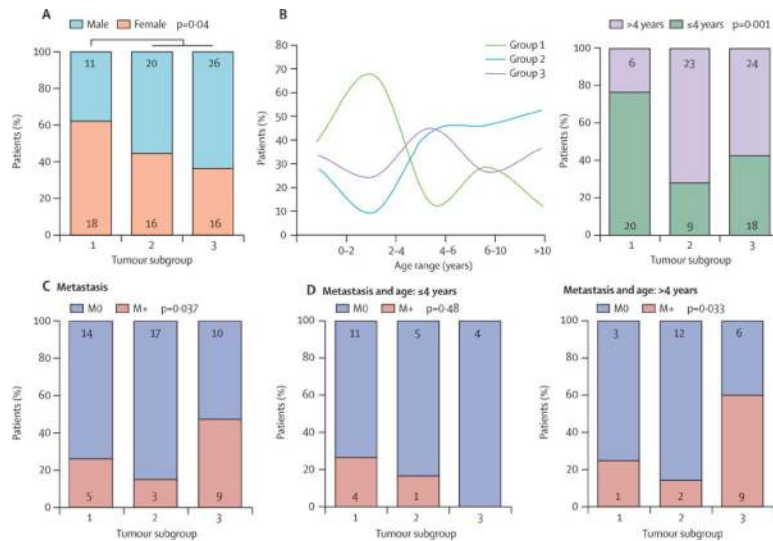 A
Male Female p=0·04
Patients (%)
100
80
60
40
20
0
11 20 26
18 16 16
1 2 3
Tumour subgroup
B
Group 1
Group 2
Group 3
Patients (%)
80
70
60
50
40
30
20
10
0
0–2 2–4 4–6 6–10 >10
Age range (years)
>4 years ≤4 years p=0·001
Patients (%)
100
80
60
40
20
0
6 23 24
20 9 18
1 2 3
Tumour subgroup
C Metastasis
M0 M+ p=0·037
Patients (%)
100
80
60
40
20
0
14 17 10
5 3 9
1 2 3
Tumour subgroup
D Metastasis and age: ≤4 years
M0 M+ p=0·48
Patients (%)
100
80
60
40
20
0
11 5 4
4 1
1 2 3
Tumour subgroup
Metastasis and age: >4 years
M0 M+ p=0·033
Patients (%)
100
80
60
40
20
0
3 12 6
1 2 9
1 2 3
Tumour subgroup